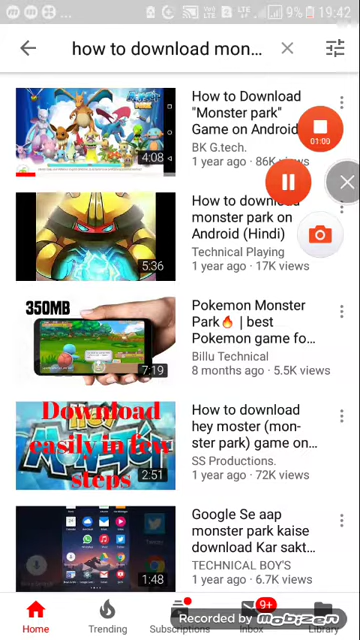 9% 19:42
how to download mon...
How to Download
"Monster park"
Game on Android
BK G.tech.
1 year ago · 86K views
4:08
01:09
How to download
monster park on
Android (Hindi)
Technical Playing
1 year ago · 17K views
5:36
350MB
Pokemon Monster
Park🔥 | best
Pokemon game fo...
Billu Technical
8 months ago · 5.5K views
7:19
Download
easily in few
steps
How to download
hey moster (mon-
ster park) game on...
SS Productions.
1 year ago · 72K views
2:51
Google Se aap
monster park kaise
download Kar sakt...
TECHNICAL BOY'S
1 year ago · 6.7K views
1:48
9+
Home
Trending
Subscriptions
Inbox
Library
Recorded by mobizen